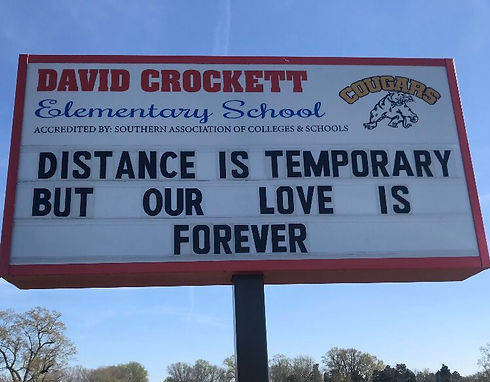 DAVID CROCKETT
COUGARS
Elementary School
ACCREDITED BY: SOUTHERN ASSOCIATION OF COLLEGES & SCHOOLS
DISTANCE IS TEMPORARY
BUT OUR LOVE IS
FOREVER